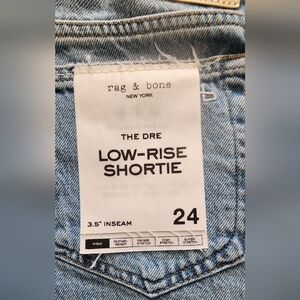 rag & bone
NEW YORK
THE DRE
LOW-RISE
SHORTIE
3.5" INSEAM
24